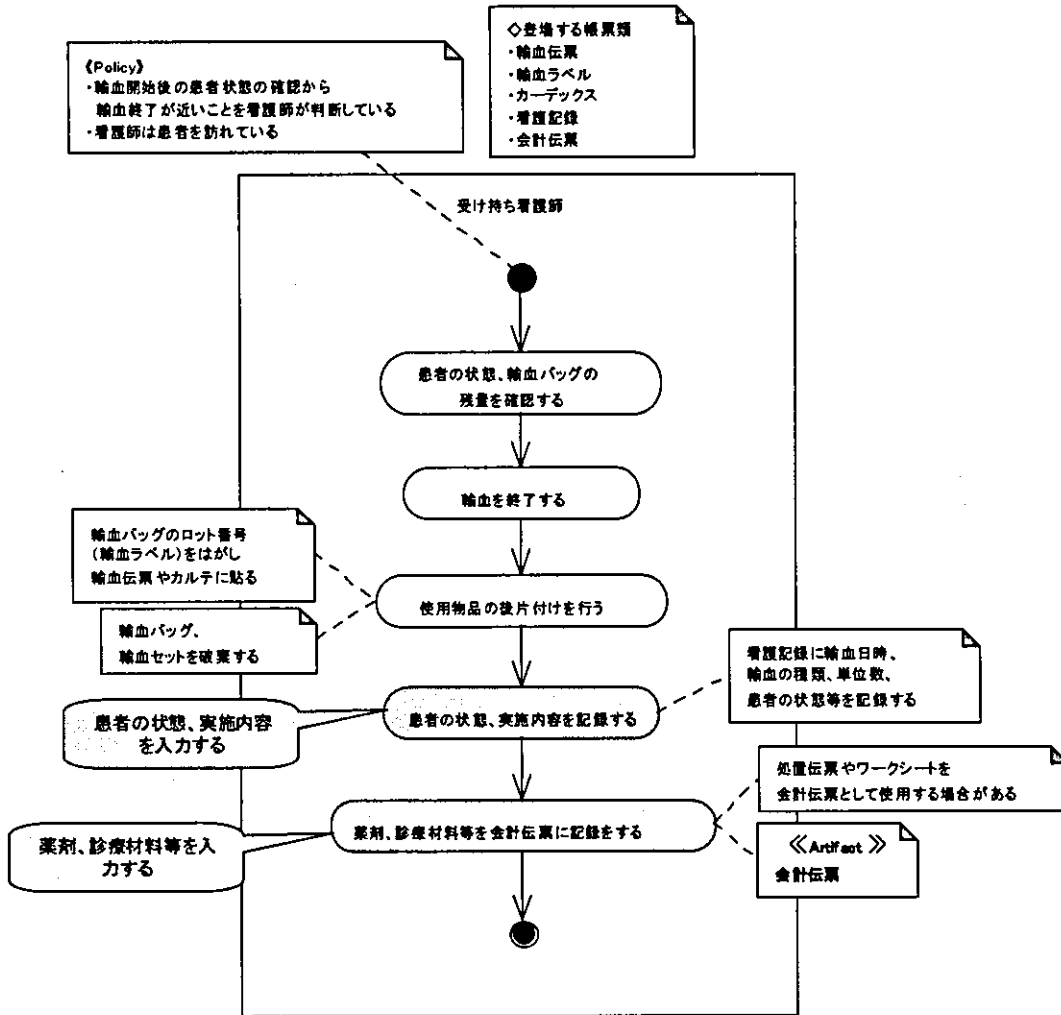 《Policy》
・輸血開始後の患者状態の確認から
輸血終了が近いことを看護師が判断している
・看護師は患者を訪れている
◇登場する帳票類
・輸血伝票
・輸血ラベル
・カーデックス
・看護記録
・会計伝票
受け持ち看護師
患者の状態、輸血バッグの
残量を確認する
輸血を終了する
輸血バッグのロット番号
(輸血ラベル)をはがし
輸血伝票やカルテに貼る
使用物品の後片付けを行う
輸血バッグ、
輸血セットを破棄する
看護記録に輸血日時、
輸血の種類、単位数、
患者の状態等を記録する
患者の状態、実施内容
を入力する
患者の状態、実施内容を記録する
処置伝票やワークシートを
会計伝票として使用する場合がある
薬剤、診療材料等を入
力する
薬剤、診療材料等を会計伝票に記録をする
≪Artifact≫
会計伝票